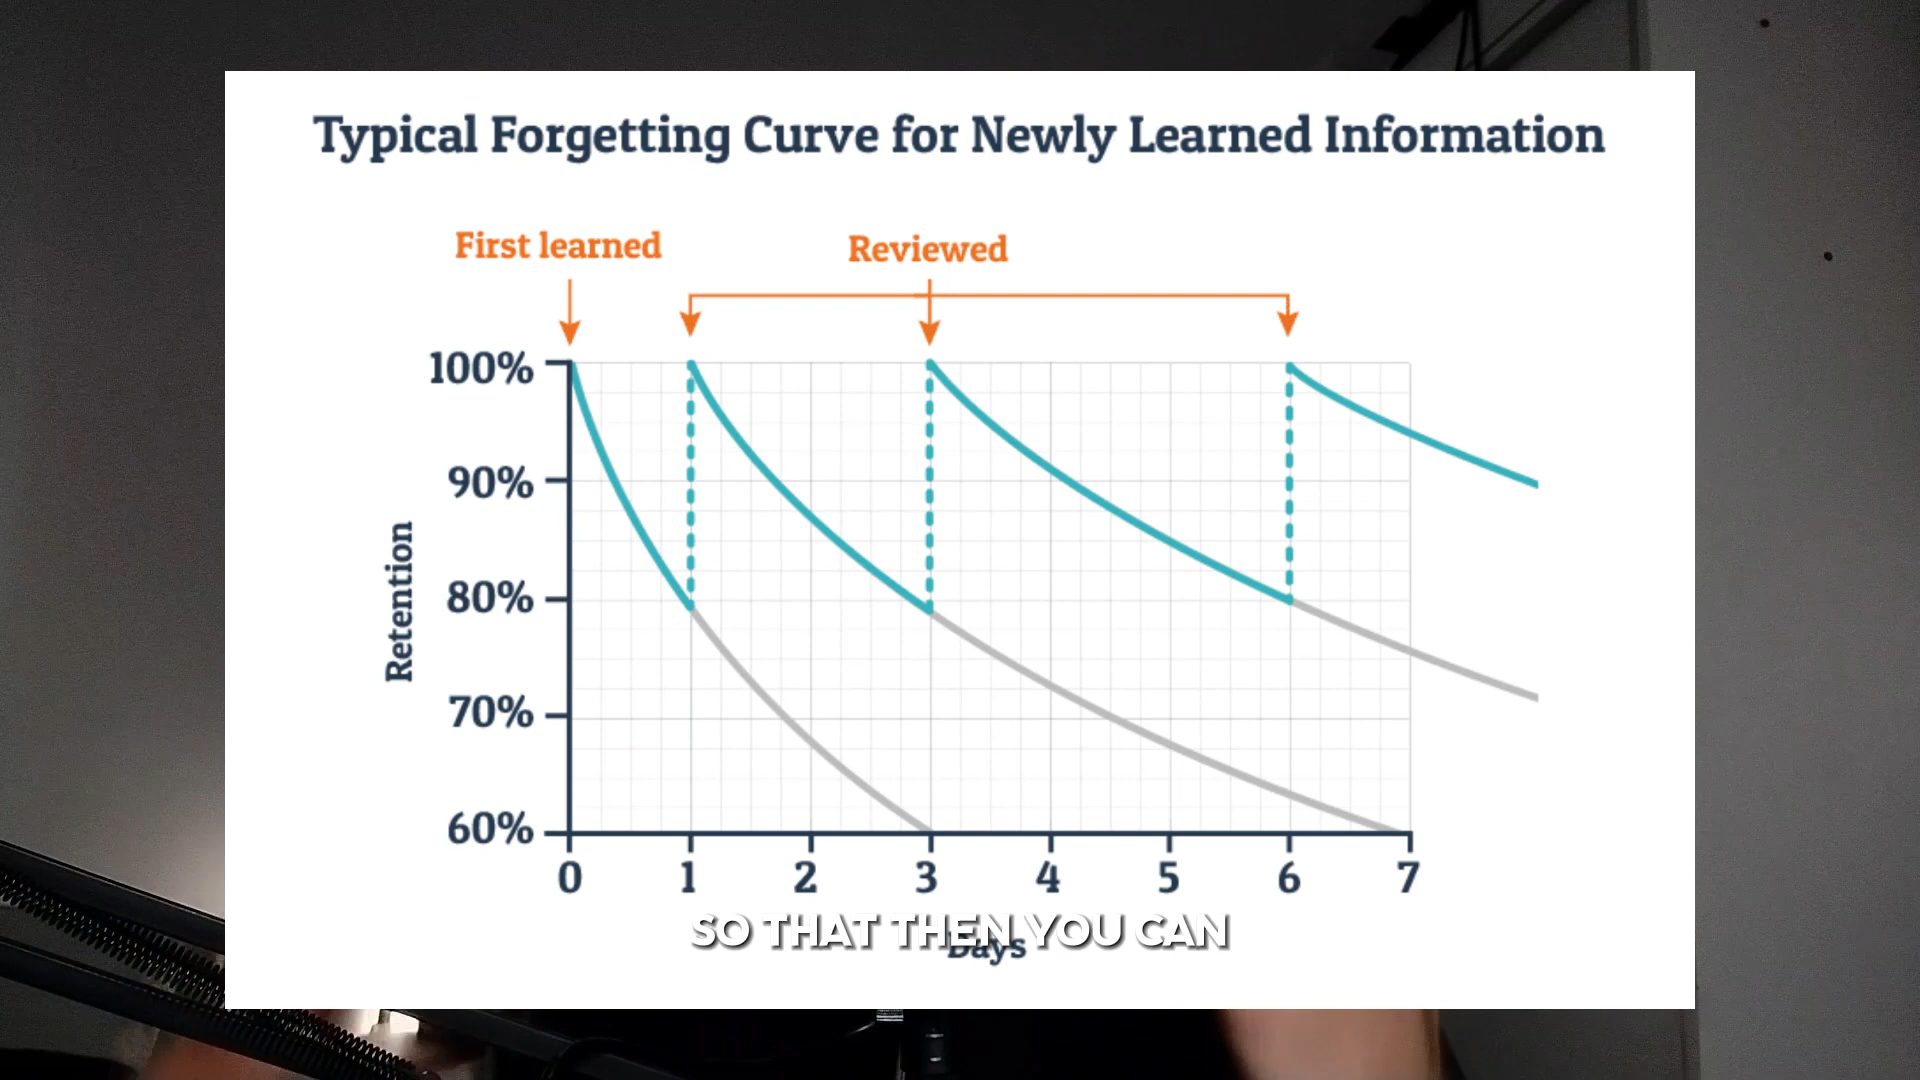 Typical Forgetting Curve for Newly Learned Information
First learned
Reviewed
100%
90%
80%
70%
60%
Retention
0 1 2 3 4 5 6 7
Days
SO THAT THEN YOU CAN